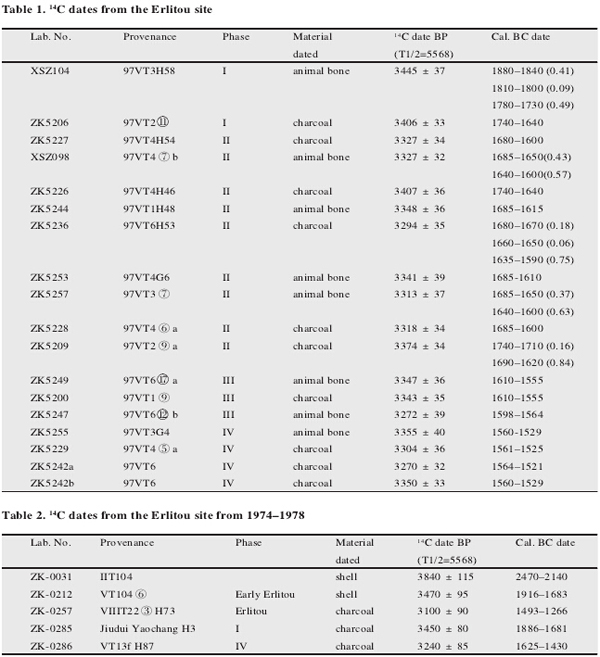 Table 1. ¹⁴C dates from the Erlitou site
Lab. No. Provenance Phase Material dated ¹⁴C date BP (T1/2=5568) Cal. BC date
XSZ104 97VT3H58 I animal bone 3445 ± 37 1880–1840 (0.41)
1810–1800 (0.09)
1780–1730 (0.49)
ZK5206 97VT2⑪ I charcoal 3406 ± 33 1740–1640
ZK5227 97VT4H54 II charcoal 3327 ± 34 1680–1600
XSZ098 97VT4 ⑦ b II animal bone 3327 ± 32 1685–1650(0.43)
1640–1600(0.57)
ZK5226 97VT4H46 II charcoal 3407 ± 36 1740–1640
ZK5244 97VT1H48 II animal bone 3348 ± 36 1685–1615
ZK5236 97VT6H53 II charcoal 3294 ± 35 1680–1670 (0.18)
1660–1650 (0.06)
1635–1590 (0.75)
ZK5253 97VT4G6 II animal bone 3341 ± 39 1685-1610
ZK5257 97VT3 ⑦ II animal bone 3313 ± 37 1685–1650 (0.37)
1640–1600 (0.63)
ZK5228 97VT4 ⑥ a II charcoal 3318 ± 34 1685–1600
ZK5209 97VT2 ⑨ a II charcoal 3374 ± 34 1740–1710 (0.16)
1690–1620 (0.84)
ZK5249 97VT6⑰ a III animal bone 3347 ± 36 1610–1555
ZK5200 97VT1 ⑨ III charcoal 3343 ± 35 1610–1555
ZK5247 97VT6⑫ b III animal bone 3272 ± 39 1598–1564
ZK5255 97VT3G4 IV animal bone 3355 ± 40 1560-1529
ZK5229 97VT4 ⑤ a IV charcoal 3304 ± 36 1561–1525
ZK5242a 97VT6 IV charcoal 3270 ± 32 1564–1521
ZK5242b 97VT6 IV charcoal 3350 ± 33 1560–1529
Table 2. ¹⁴C dates from the Erlitou site from 1974–1978
Lab. No. Provenance Phase Material dated ¹⁴C date BP (T1/2=5568) Cal. BC date
ZK-0031 IIT104 shell 3840 ± 115 2470–2140
ZK-0212 VT104 ⑥ Early Erlitou shell 3470 ± 95 1916–1683
ZK-0257 VIIIT22 ③ H73 Erlitou charcoal 3100 ± 90 1493–1266
ZK-0285 Jiudui Yaochang H3 I charcoal 3450 ± 80 1886–1681
ZK-0286 VT13f H87 IV charcoal 3240 ± 85 1625–1430